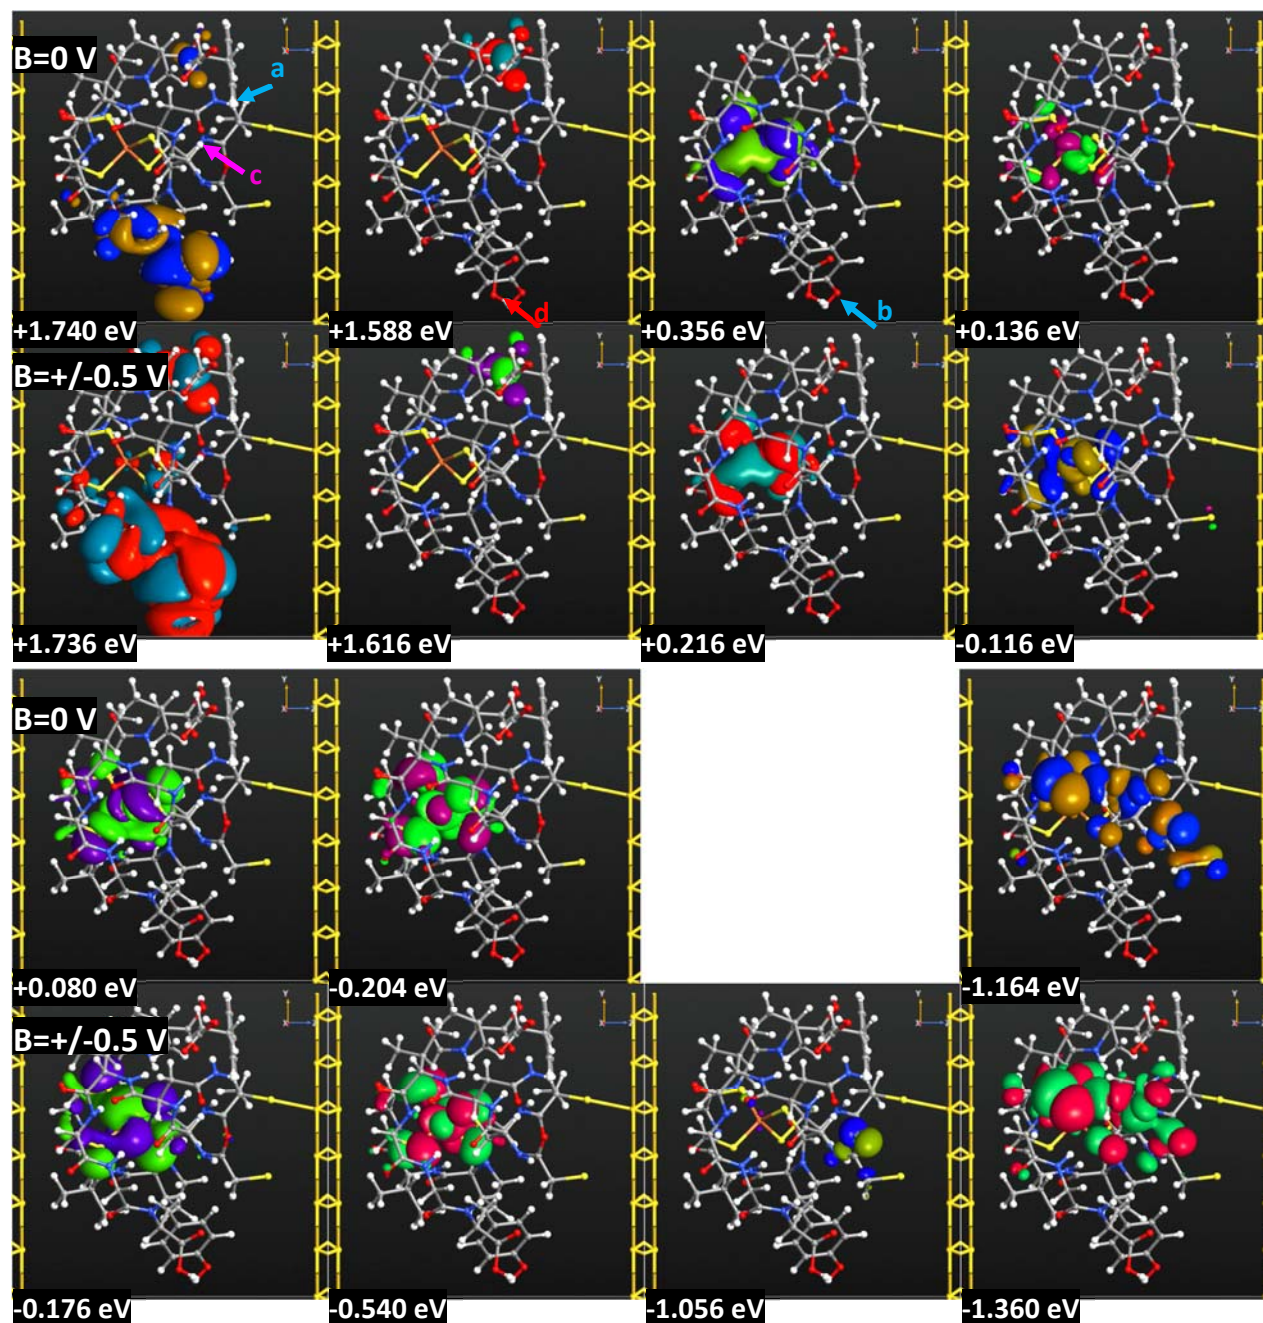 B=0 V
a
c
d
b
+1.740 eV
+1.588 eV
+0.356 eV
+0.136 eV
B=+/-0.5 V
+1.736 eV
+1.616 eV
+0.216 eV
-0.116 eV
B=0 V
+0.080 eV
-0.204 eV
-1.164 eV
B=+/-0.5 V
-0.176 eV
-0.540 eV
-1.056 eV
-1.360 eV